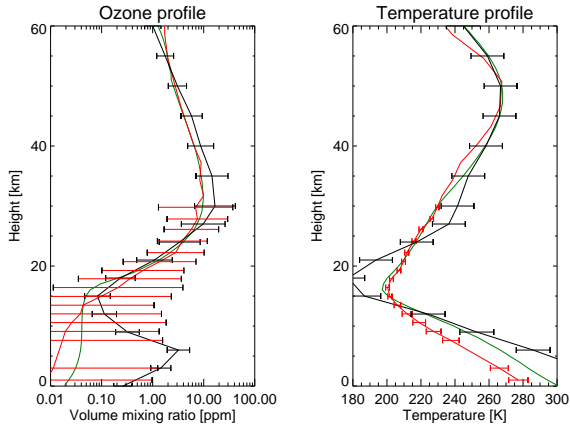 Ozone profile
60
40
20
0
Height [km]
0.01 0.10 1.00 10.00 100.00
Volume mixing ratio [ppm]
Temperature profile
60
40
20
0
Height [km]
180 200 220 240 260 280 300
Temperature [K]